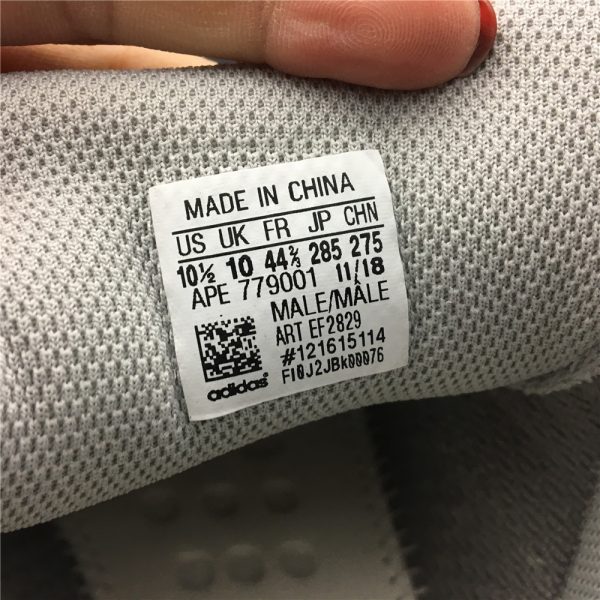 MADE IN CHINA
US UK FR JP CHN
10½ 10 44⅔ 285 275
APE 779001 11/18
MALE/MÂLE
ART EF2829
#121615114
FI0J2JBk00076
adidas